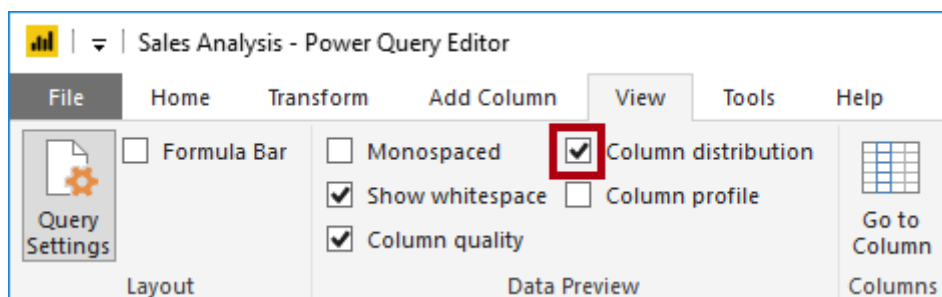 Sales Analysis - Power Query Editor
File Home Transform Add Column View Tools Help
Formula Bar Monospaced Column distribution
Show whitespace Column profile
Query Settings Column quality Go to Column
Layout Data Preview Columns